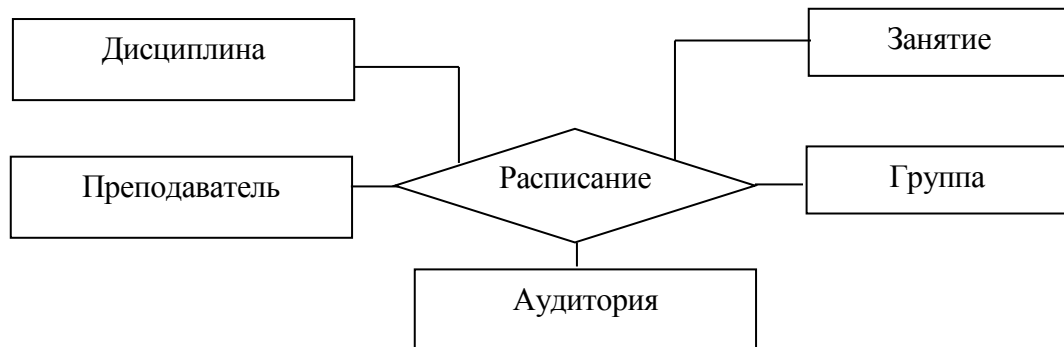 Дисциплина
Занятие
Преподаватель
Расписание
Группа
Аудитория